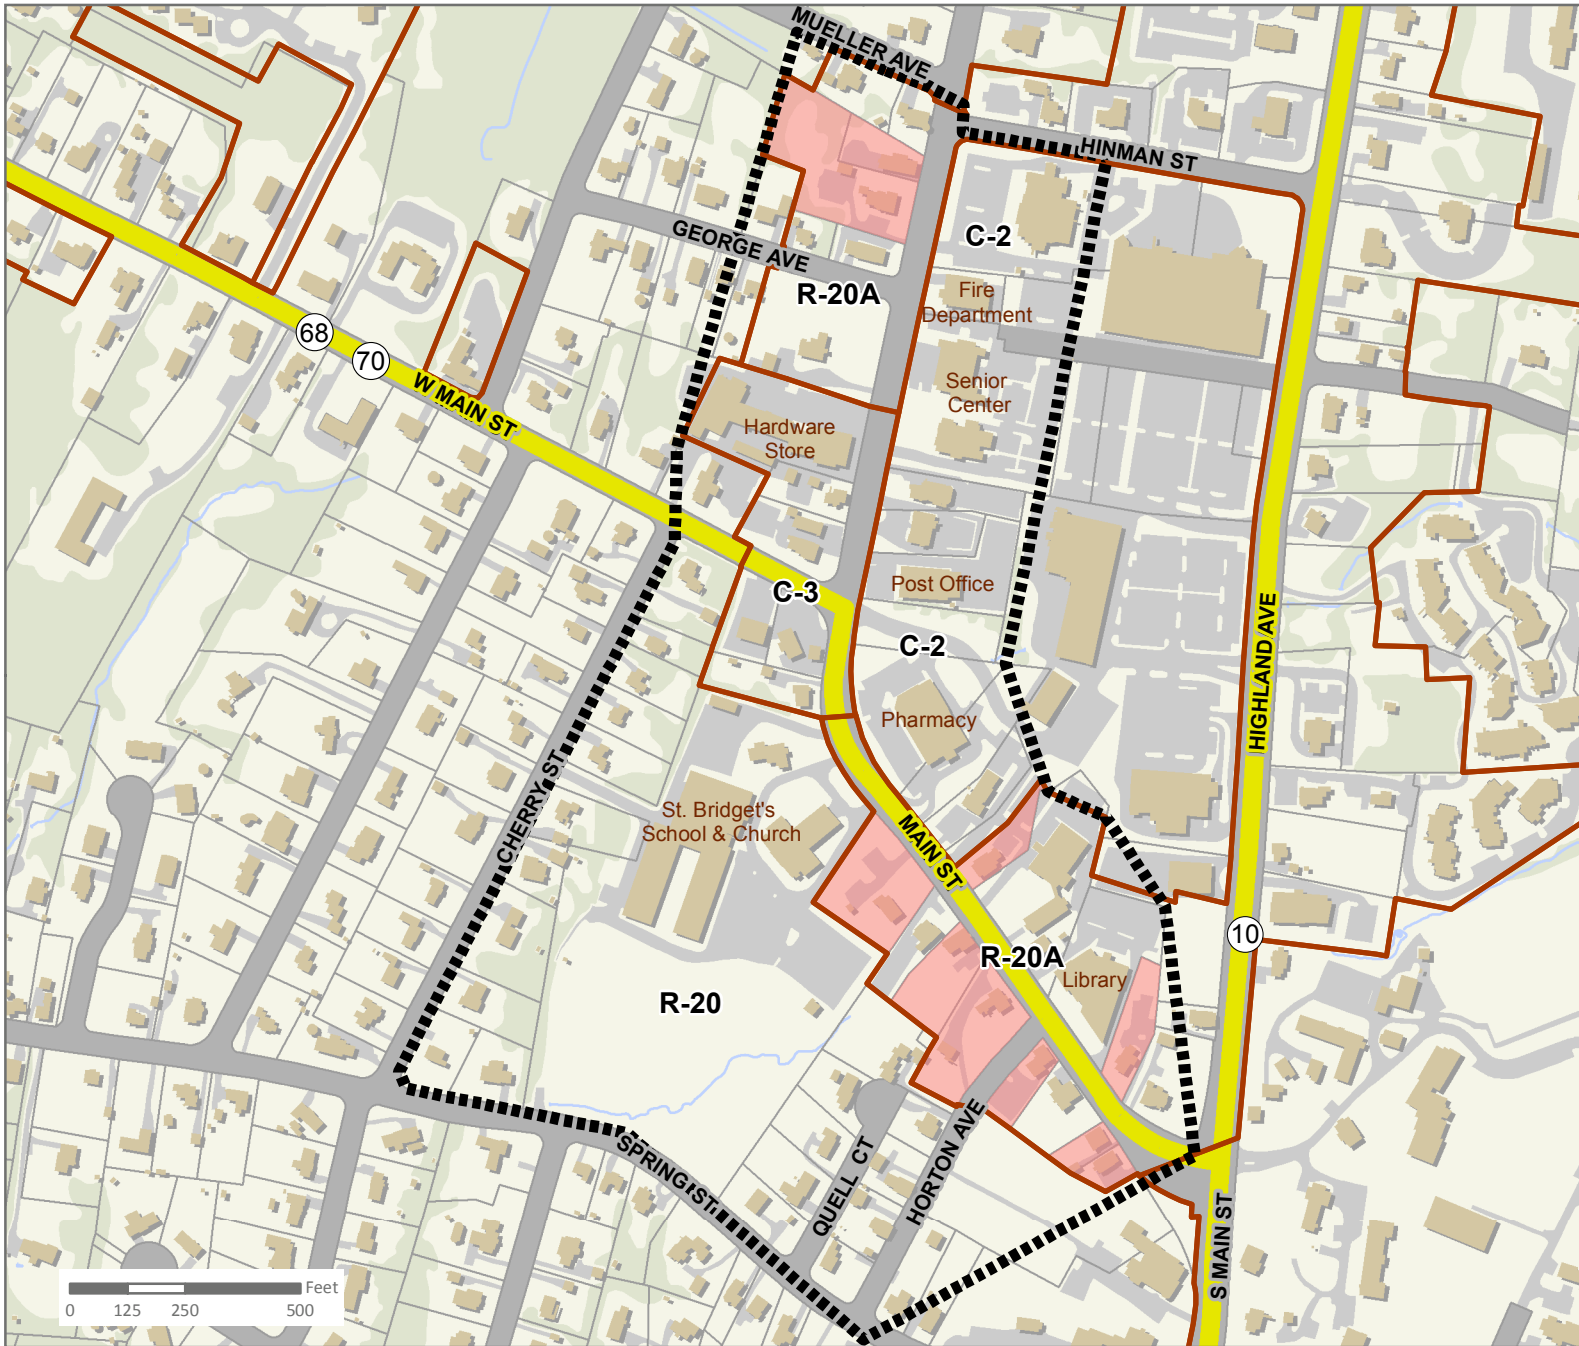 MUELLER AVE
HINMAN ST
C-2
GEORGE AVE
R-20A
Fire
Department
68
70
W MAIN ST
Senior
Center
Hardware
Store
C-3
Post Office
C-2
HIGHLAND AVE
Pharmacy
CHERRY ST
St. Bridget's
School & Church
MAIN ST
10
R-20A
Library
R-20
SPRING ST
QUELL CT
HORTON AVE
S MAIN ST
Feet
0 125 250 500